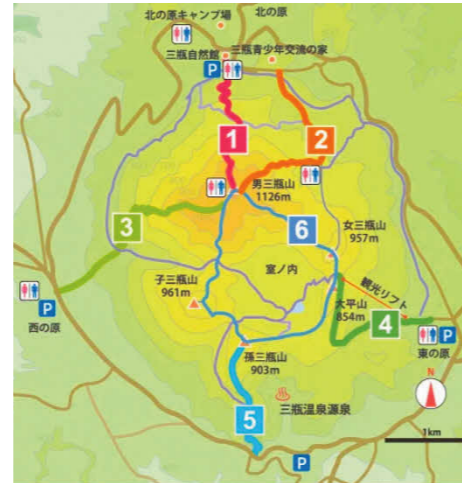 北の原キャンプ場
北の原
三瓶自然館
三瓶青少年交流の家
P
1
2
男三瓶山
1126m
3
6
女三瓶山
957m
室ノ内
子三瓶山
961m
観光リフト
大平山
854m
P
西の原
4
P
東の原
孫三瓶山
903m
N
三瓶温泉源泉
5
1km
P